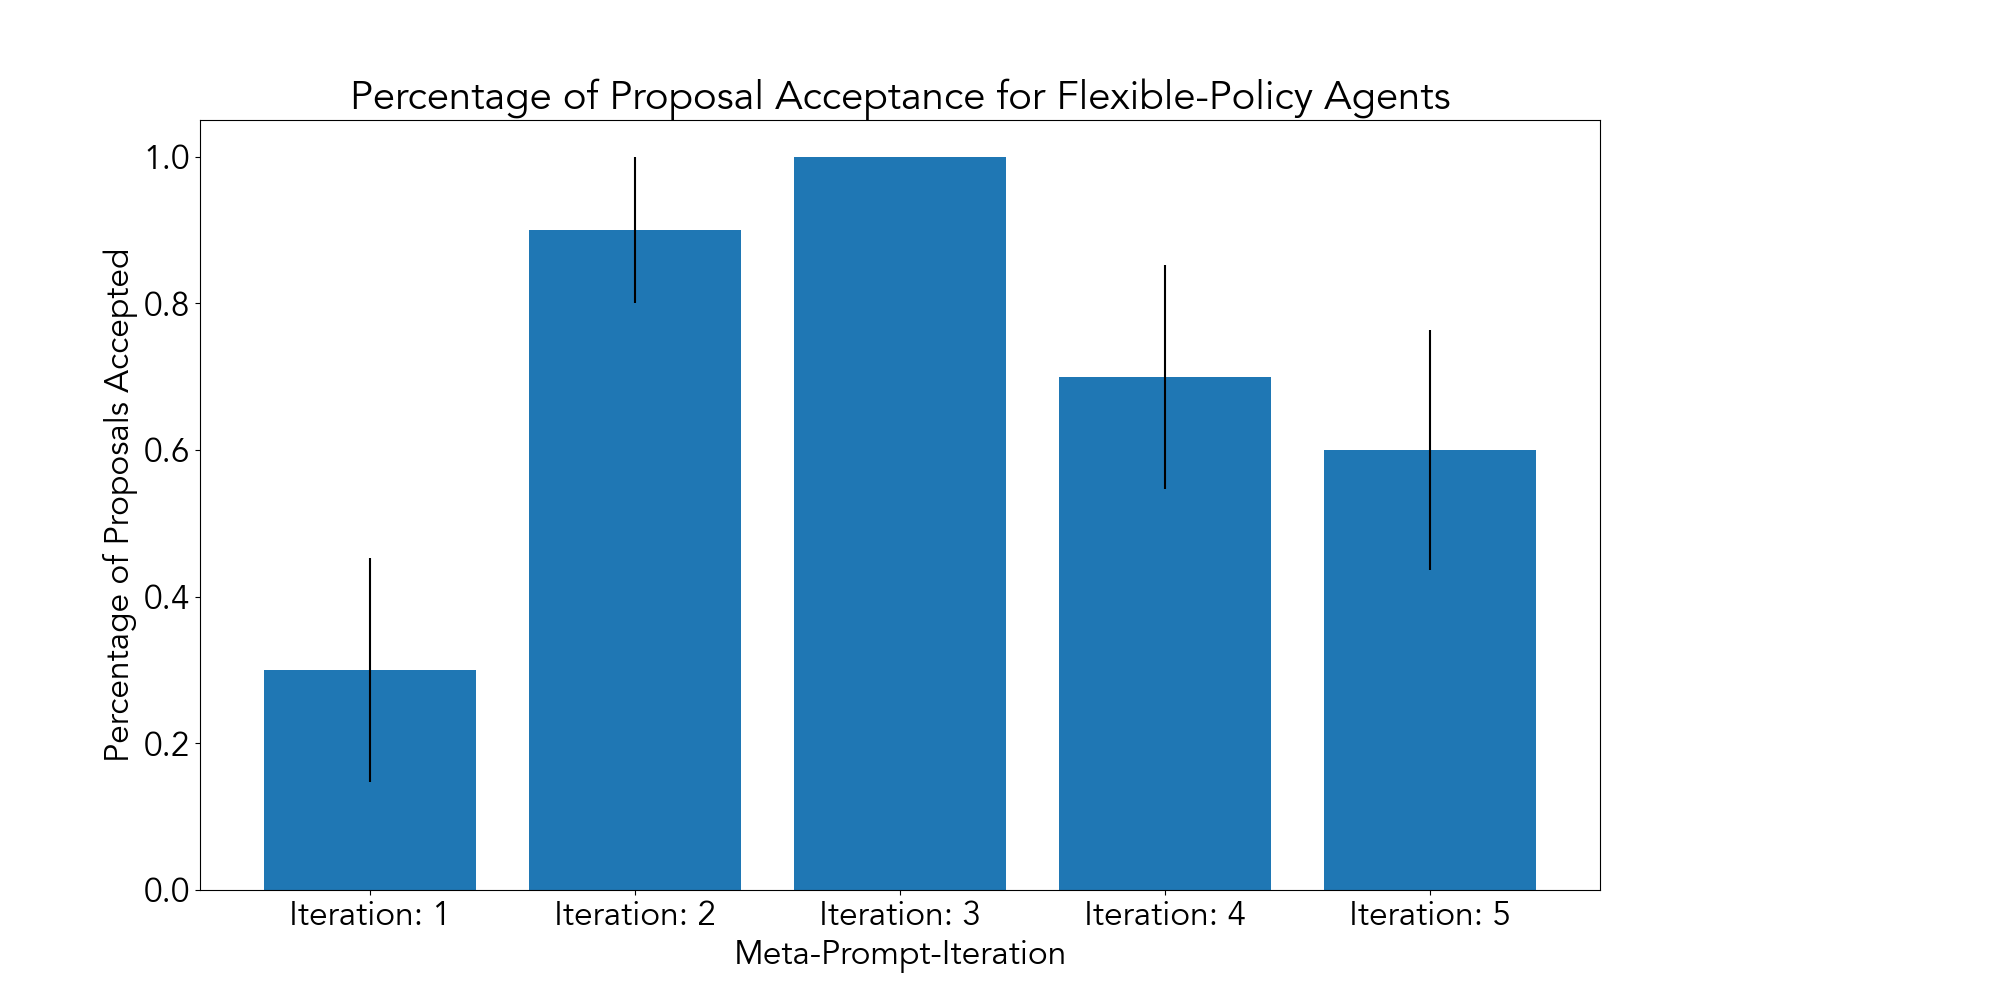 Percentage of Proposal Acceptance for Flexible-Policy Agents
Percentage of Proposals Accepted
1.0
0.8
0.6
0.4
0.2
0.0
Iteration: 1
Iteration: 2
Iteration: 3
Iteration: 4
Iteration: 5
Meta-Prompt-Iteration